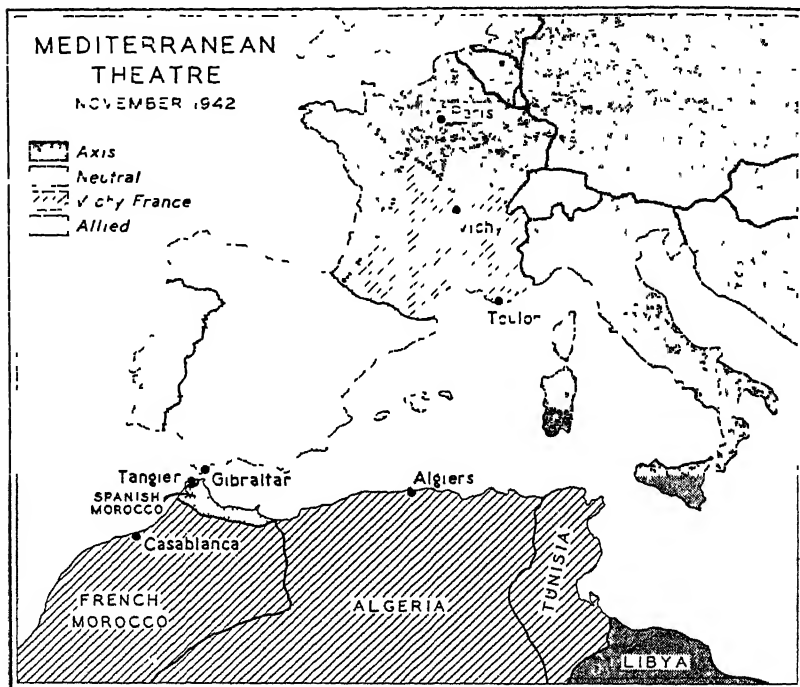 MEDITERRANEAN
THEATRE
NOVEMBER 1942
Axis
Neutral
Vichy France
Allied
Paris
Vichy
Toulon
Tangier
Gibraltar
SPANISH
MOROCCO
Algiers
Casablanca
FRENCH
MOROCCO
ALGERIA
TUNISIA
LIBYA